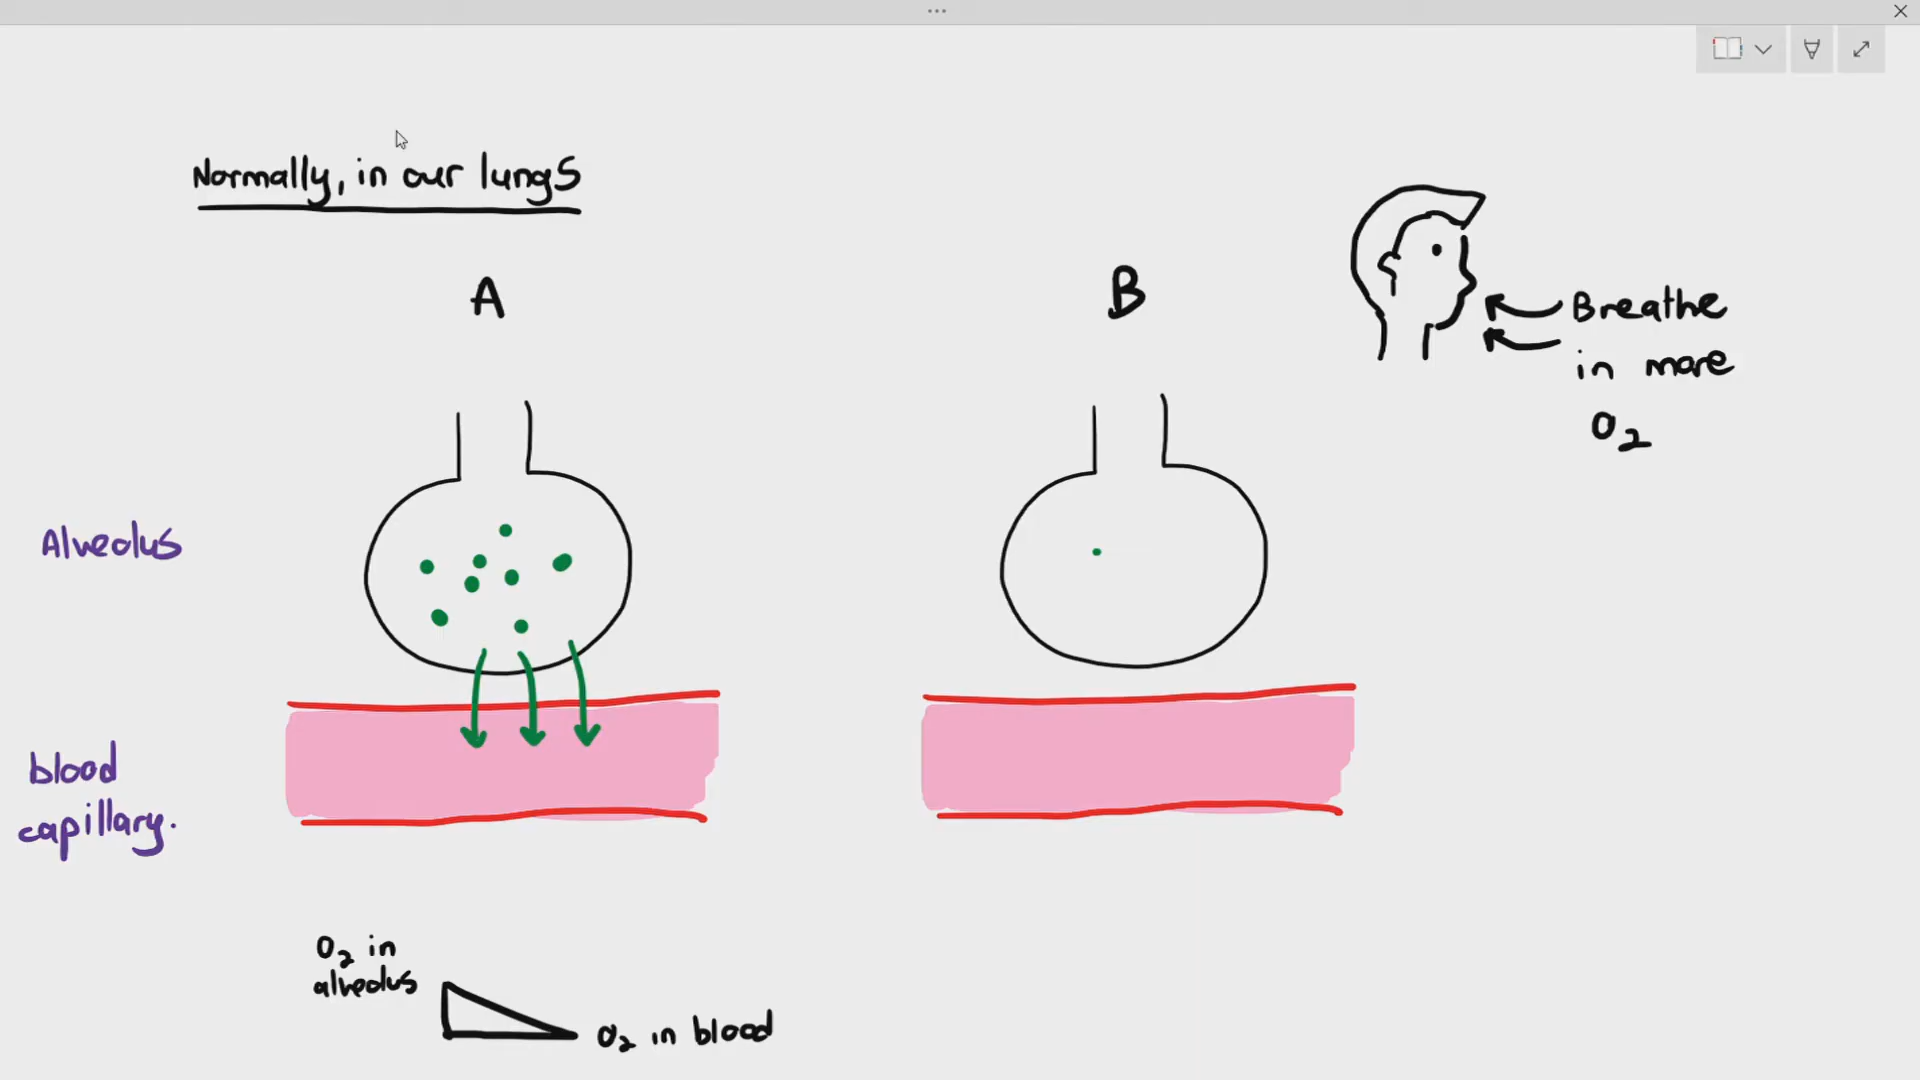 Normally, in our lungs
A
B
Breathe
in more
O₂
Alveolus
blood
capillary.
O₂ in
alveolus
O₂ in blood